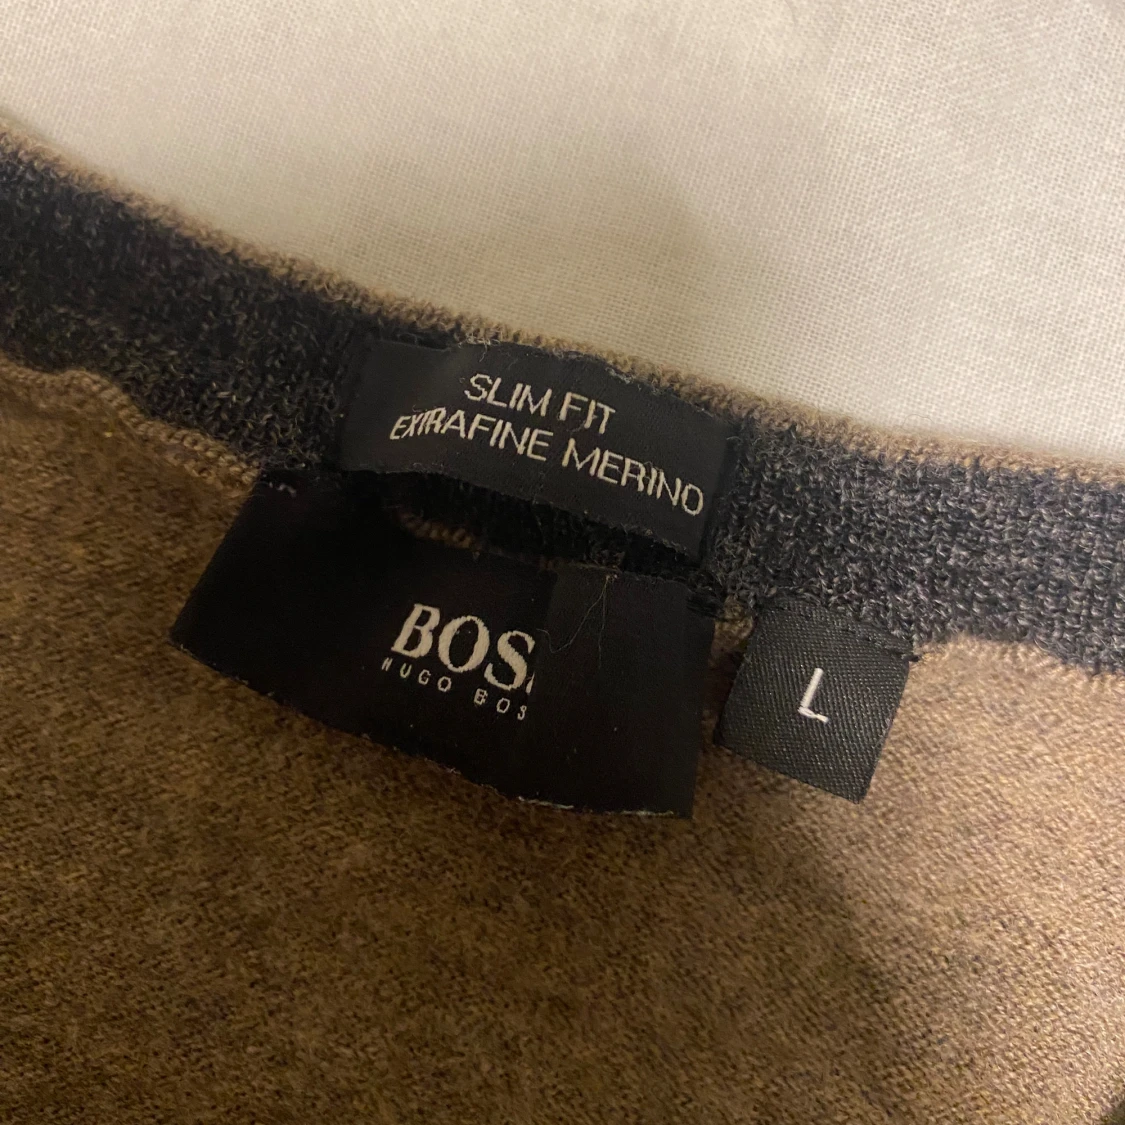 SLIM FIT
EXTRAFINE MERINO
BOS
HUGO BOS
L